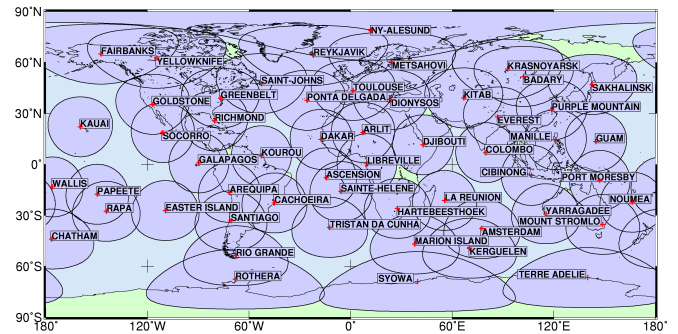 90˚N
NY-ALESUND
FAIRBANKS
REYKJAVIK
YELLOWKNIFE
METSAHOVI
KRASNOYARSK
60˚N
SAINT-JOHNS
BADARY
TOULOUSE
SAKHALINSK
GREENBELT
PONTA DELGADA
KITAB
GOLDSTONE
DIONYSOS
PURPLE MOUNTAIN
30˚N
RICHMOND
EVEREST
KAUAI
SOCORRO
DAKAR
ARLIT
DJIBOUTI
MANILLE
GUAM
COLOMBO
KOUROU
GALAPAGOS
LIBREVILLE
0˚
ASCENSION
CIBINONG
PORT MORESBY
WALLIS
PAPEETE
AREQUIPA
SAINTE-HELENE
CACHOEIRA
LA REUNION
NOUMEA
RAPA
EASTER ISLAND
HARTEBEESTHOEK
YARRAGADEE
30˚S
SANTIAGO
TRISTAN DA CUNHA
MOUNT STROMLO
CHATHAM
AMSTERDAM
MARION ISLAND
RIO GRANDE
KERGUELEN
60˚S
ROTHERA
SYOWA
TERRE ADELIE
90˚S
180˚ 120˚W 60˚W 0˚ 60˚E 120˚E 180˚